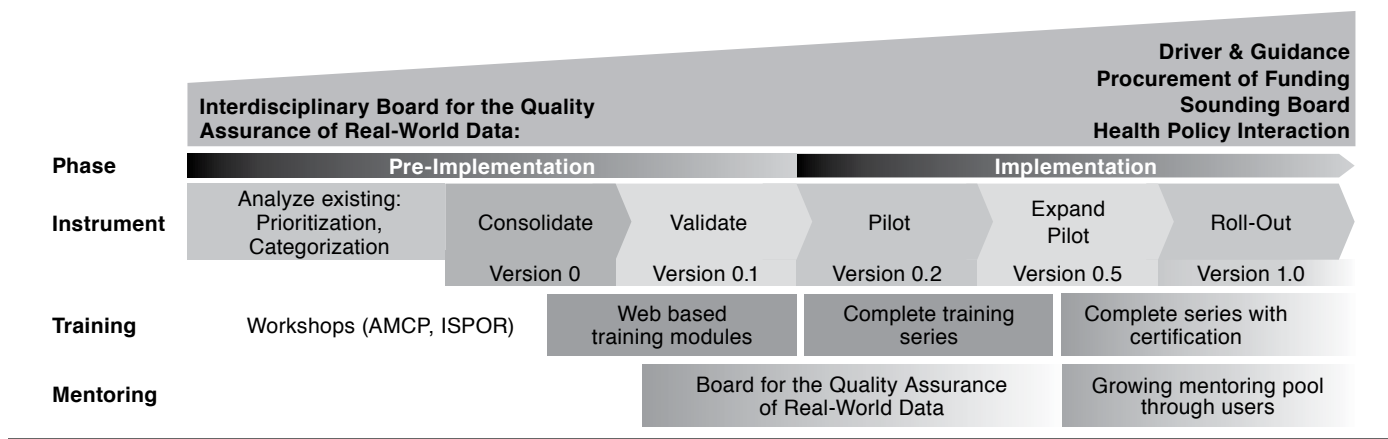 Driver & Guidance
Procurement of Funding
Sounding Board
Health Policy Interaction
Interdisciplinary Board for the Quality
Assurance of Real-World Data:
Phase
Pre-Implementation
Implementation
Instrument
Analyze existing:
Prioritization,
Categorization
Consolidate
Validate
Pilot
Expand
Pilot
Roll-Out
Version 0
Version 0.1
Version 0.2
Version 0.5
Version 1.0
Training
Workshops (AMCP, ISPOR)
Web based
training modules
Complete training
series
Complete series with
certification
Mentoring
Board for the Quality Assurance
of Real-World Data
Growing mentoring pool
through users